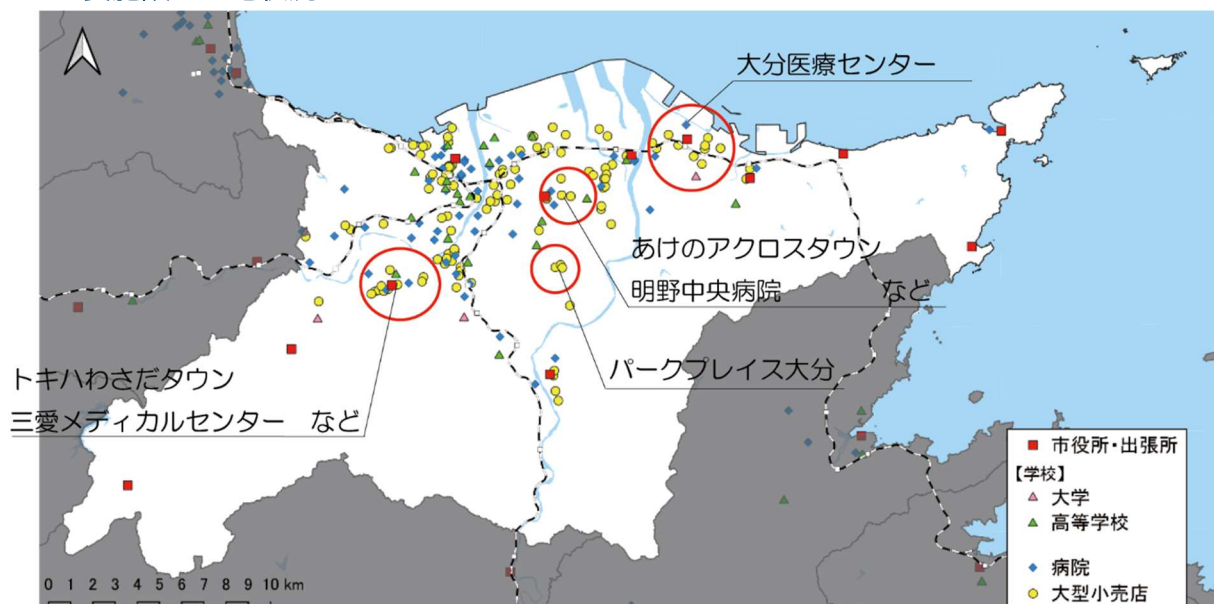 大分医療センター
あけのアクロスタウン
明野中央病院　など
パークプレイス大分
トキハわさだタウン
三愛メディカルセンター　など
市役所・出張所
【学校】
大学
高等学校
病院
大型小売店
0 1 2 3 4 5 6 7 8 9 10 km